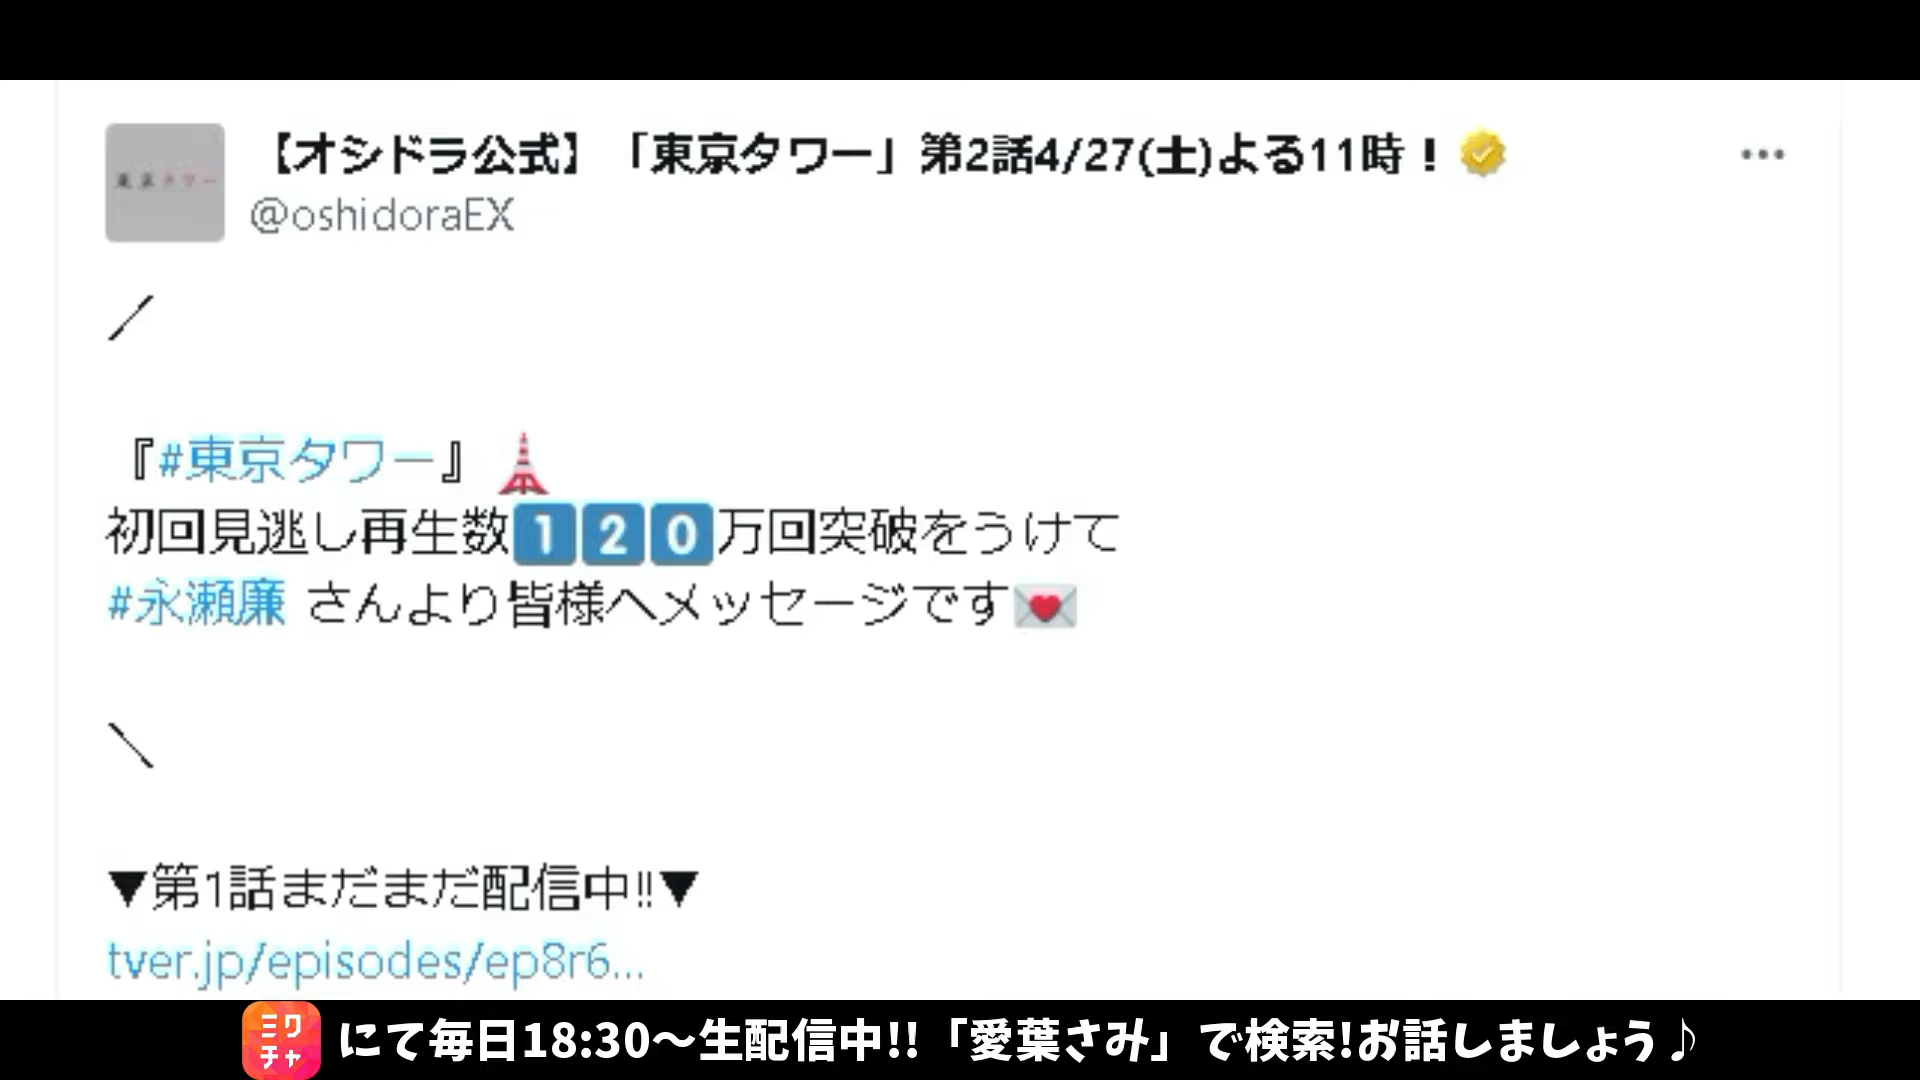 東京タワー
【オシドラ公式】「東京タワー」第2話4/27(土)よる11時！
@oshidoraEX
／
『#東京タワー』🗼
初回見逃し再生数1️⃣2️⃣0️⃣万回突破をうけて
#永瀬廉 さんより皆様へメッセージです💌
＼
▼第1話まだまだ配信中‼▼
tver.jp/episodes/ep8r6…
ミクチャ にて毎日18:30～生配信中!!「愛葉さみ」で検索!お話しましょう♪